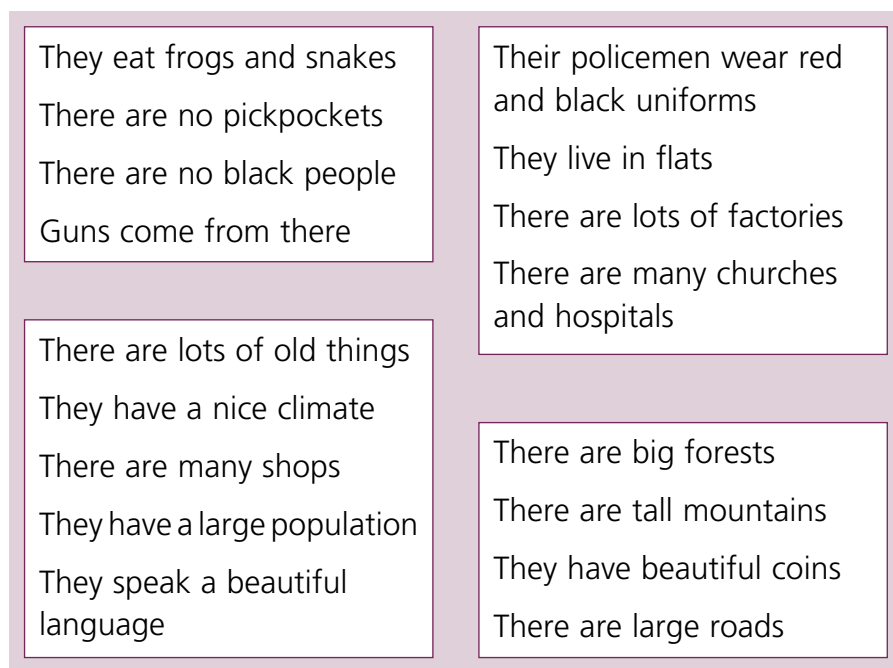 They eat frogs and snakes
There are no pickpockets
There are no black people
Guns come from there
There are lots of old things
They have a nice climate
There are many shops
They have a large population
They speak a beautiful
language
Their policemen wear red
and black uniforms
They live in flats
There are lots of factories
There are many churches
and hospitals
There are big forests
There are tall mountains
They have beautiful coins
There are large roads